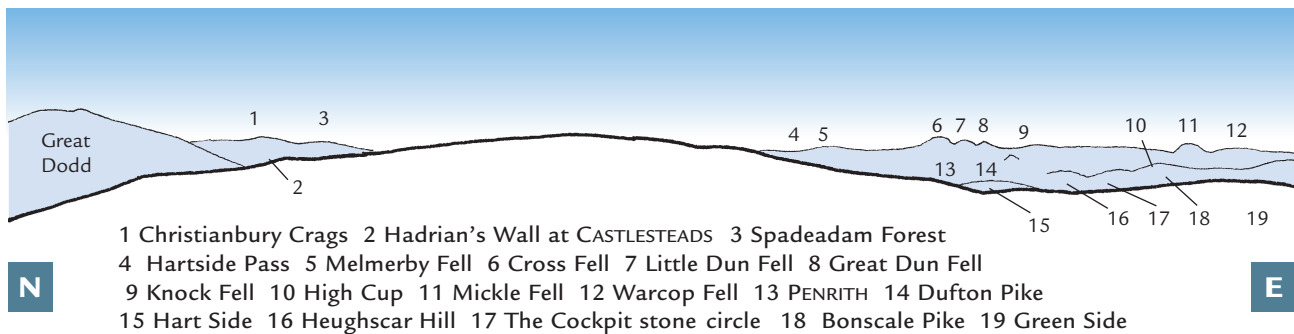 1 3 4 5 6 7 8 9 10 11 12
Great
Dodd
13 14
2 15 16 17 18 19
1 Christianbury Crags 2 Hadrian's Wall at CASTLESTEADS 3 Spadeadam Forest
4 Hartside Pass 5 Melmerby Fell 6 Cross Fell 7 Little Dun Fell 8 Great Dun Fell
N
9 Knock Fell 10 High Cup 11 Mickle Fell 12 Warcop Fell 13 PENRITH 14 Dufton Pike
E
15 Hart Side 16 Heughscar Hill 17 The Cockpit stone circle 18 Bonscale Pike 19 Green Side